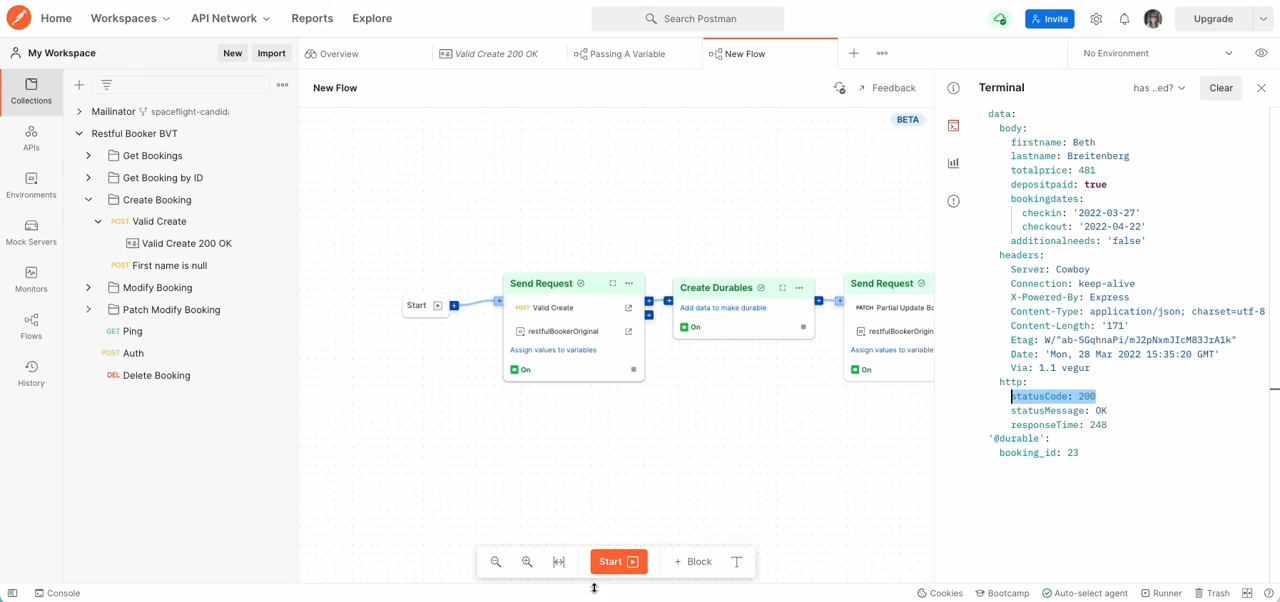 Home Workspaces API Network Reports Explore Search Postman Invite Upgrade
My Workspace New Import Overview Valid Create 200 OK Passing A Variable New Flow No Environment
Collections
APIs
Environments
Mock Servers
Monitors
Flows
History
Mailinator spaceflight-candida
Restful Booker BVT
Get Bookings
Get Booking by ID
Create Booking
POST Valid Create
Valid Create 200 OK
POST First name is null
Modify Booking
Patch Modify Booking
GET Ping
POST Auth
DEL Delete Booking
New Flow Feedback
BETA
Start
Send Request
POST Valid Create
restfulBookerOriginal
Assign values to variables
On
Create Durables
Add data to make durable
On
Send Request
PATCH Partial Update Bo
restfulBookerOrigin
Assign values to variable
On
Start + Block T
Terminal has ..ed? Clear
data:
body:
firstname: Beth
lastname: Breitenberg
totalprice: 481
depositpaid: true
bookingdates:
checkin: '2022-03-27'
checkout: '2022-04-22'
additionalneeds: 'false'
headers:
Server: Cowboy
Connection: keep-alive
X-Powered-By: Express
Content-Type: application/json; charset=utf-8
Content-Length: '171'
Etag: W/"ab-SGqhnaPi/mJ2pNxmJIcM83JrA1k"
Date: 'Mon, 28 Mar 2022 15:35:20 GMT'
Via: 1.1 vegur
http:
statusCode: 200
statusMessage: OK
responseTime: 248
'@durable':
booking_id: 23
Console Cookies Bootcamp Auto-select agent Runner Trash